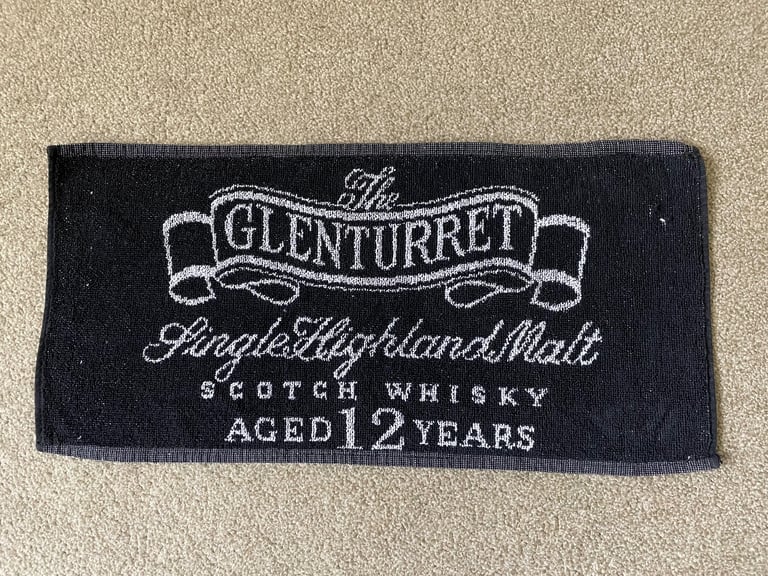 The
GLENTURRET
Single Highland Malt
SCOTCH WHISKY
AGED 12 YEARS